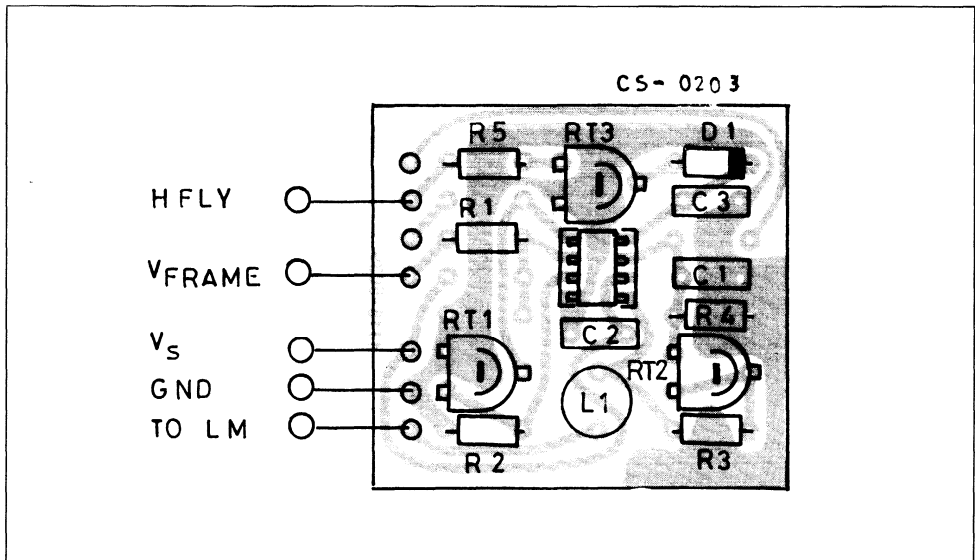 CS- 0203
R5 RT3 D1
H FLY
C3
R1
VFRAME
C1
RT1
R4
C2
VS
RT2
GND
L1
TO LM
R2
R3